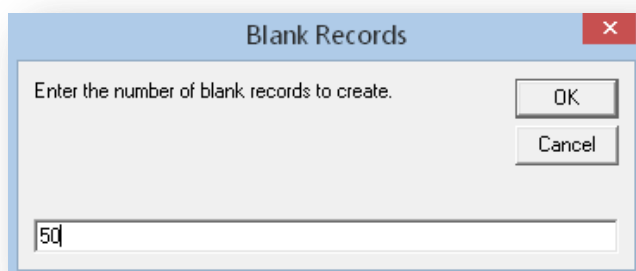 Blank Records
Enter the number of blank records to create.
OK
Cancel
50